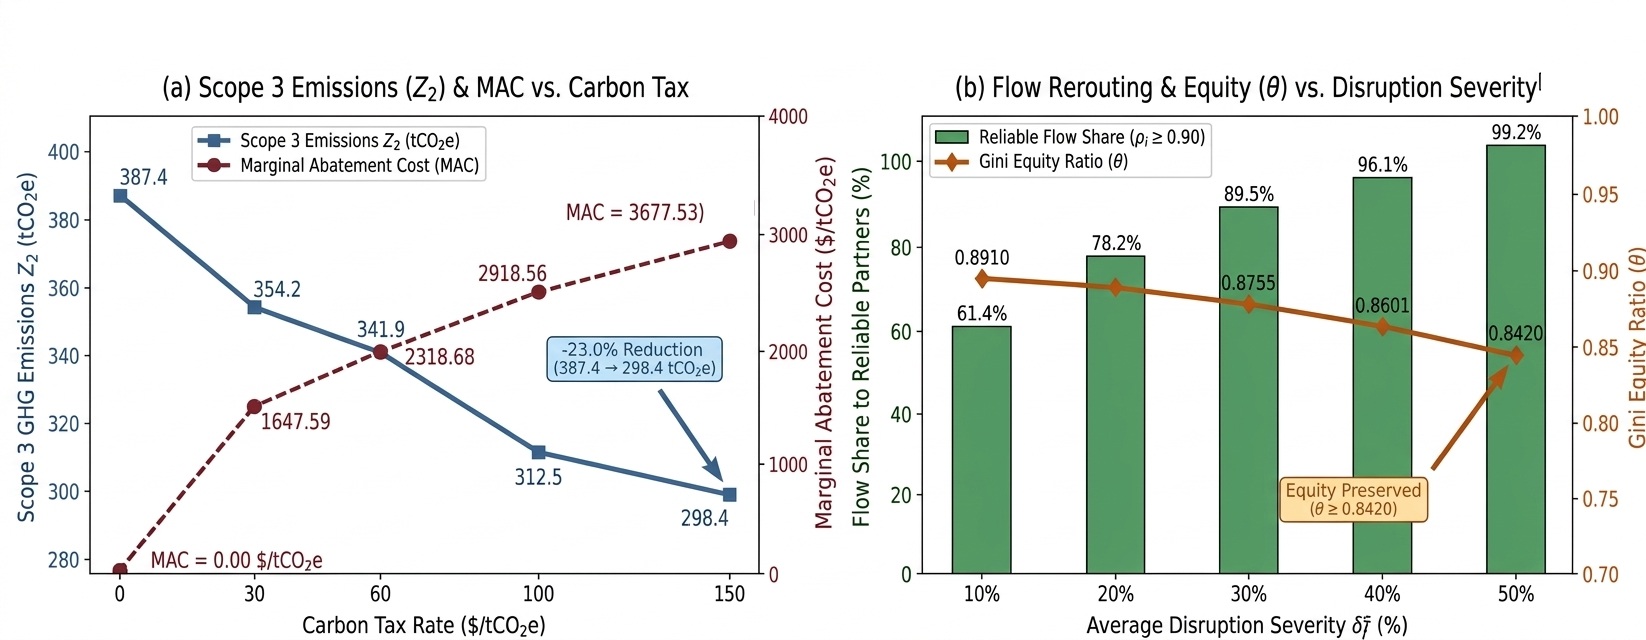 (a) Scope 3 Emissions (Z₂) & MAC vs. Carbon Tax
Scope 3 Emissions Z₂ (tCO₂e)
Marginal Abatement Cost (MAC)
Scope 3 GHG Emissions Z₂ (tCO₂e)
400
380
360
340
320
300
280
387.4
354.2
341.9
312.5
298.4
MAC = 0.00 $/tCO₂e
1647.59
2318.68
2918.56
MAC = 3677.53)
-23.0% Reduction
(387.4 → 298.4 tCO₂e)
4000
3000
2000
1000
0
Marginal Abatement Cost ($/tCO₂e)
0 30 60 100 150
Carbon Tax Rate ($/tCO₂e)
(b) Flow Rerouting & Equity (θ) vs. Disruption Severity
Reliable Flow Share (ρᵢ ≥ 0.90)
Gini Equity Ratio (θ)
Flow Share to Reliable Partners (%)
100
80
60
40
20
0
61.4%
78.2%
89.5%
96.1%
99.2%
0.8910
0.8755
0.8601
0.8420
Equity Preserved
(θ ≥ 0.8420)
1.00
0.95
0.90
0.85
0.80
0.75
0.70
Gini Equity Ratio (θ)
10% 20% 30% 40% 50%
Average Disruption Severity (%)